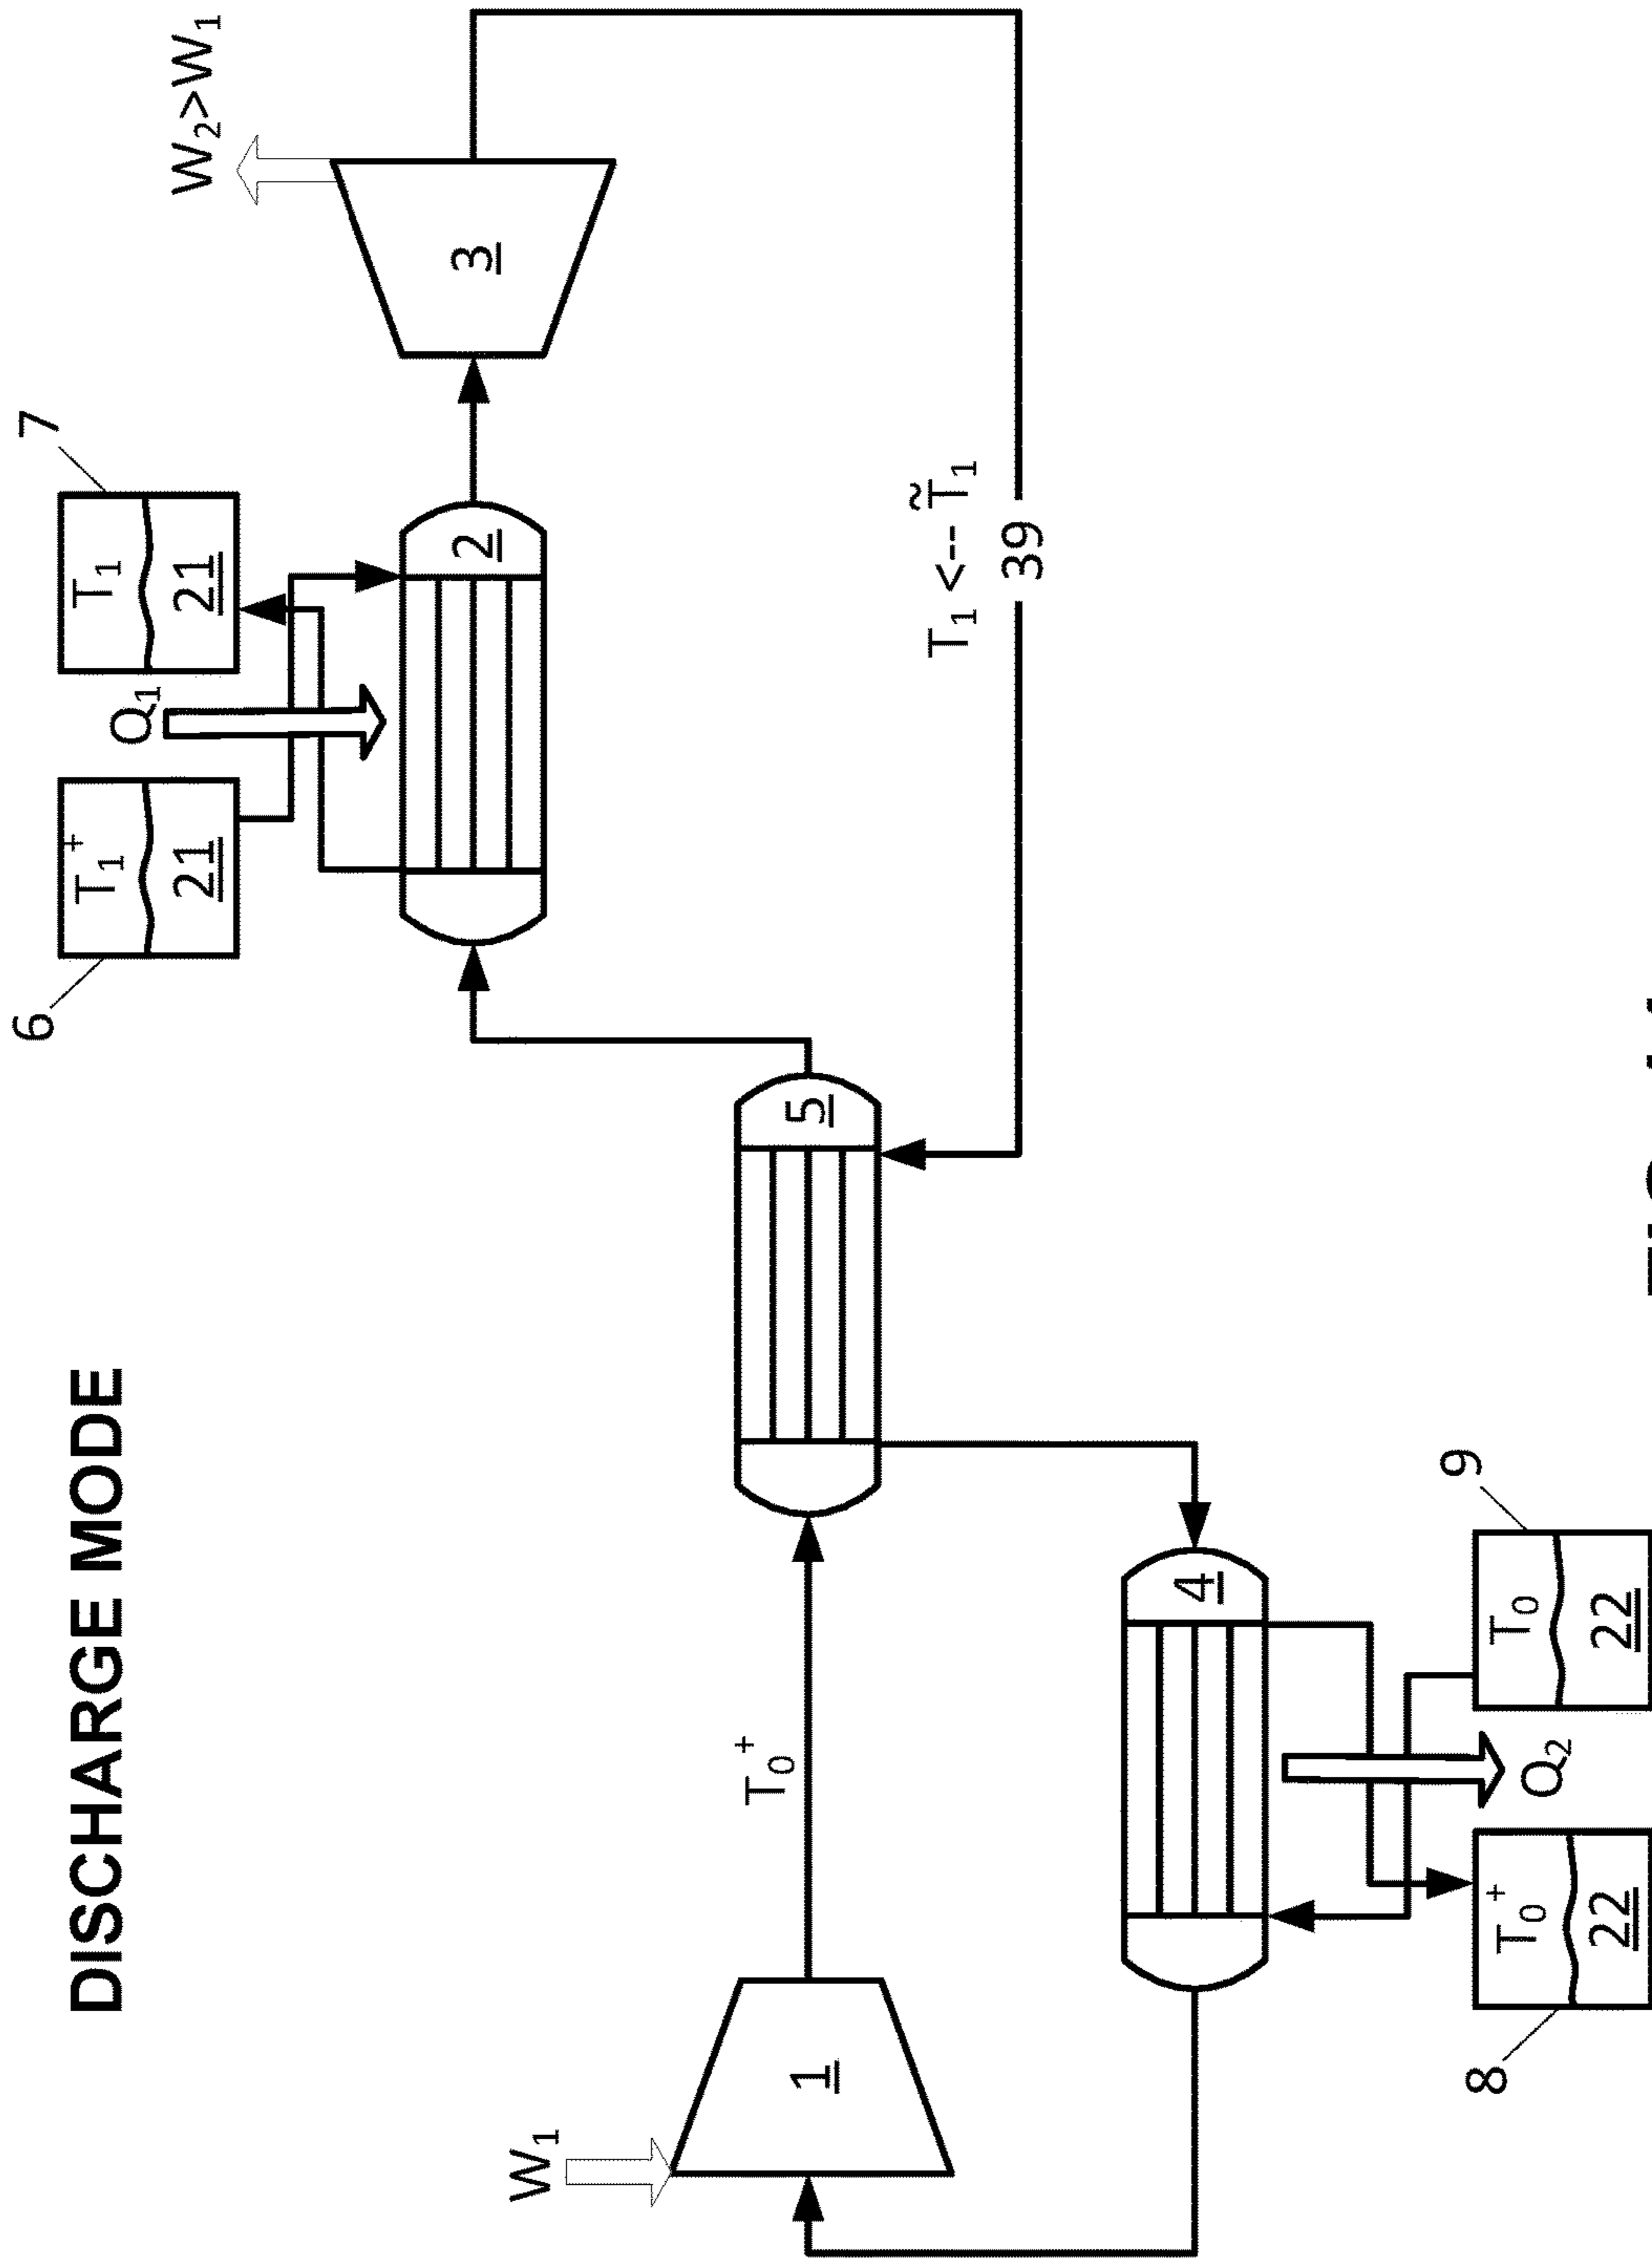 DISCHARGE MODE
6
T₁⁺
21
Q₁
7
T₁
21
2
W₂>W₁
3
W₁
1
T₀⁺
5
T₁ <-- T̃₁
39
4
8
T₀⁺
22
Q₂
9
T₀
22